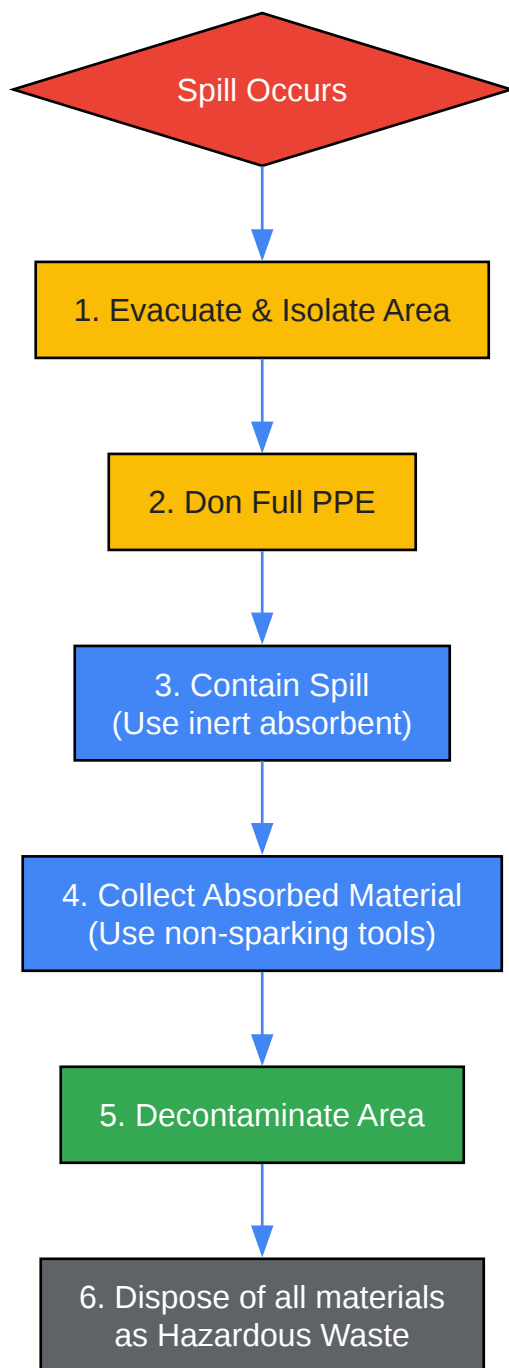 Spill Occurs
1. Evacuate & Isolate Area
2. Don Full PPE
3. Contain Spill
(Use inert absorbent)
4. Collect Absorbed Material
(Use non-sparking tools)
5. Decontaminate Area
6. Dispose of all materials
as Hazardous Waste